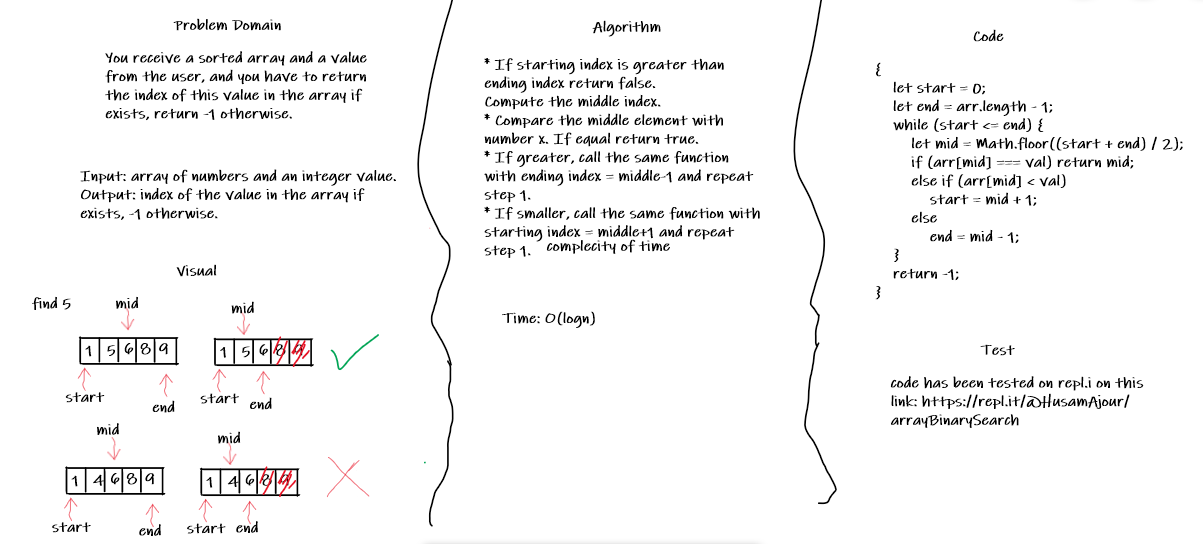 Problem Domain
You receive a sorted array and a value
from the user, and you have to return
the index of this value in the array if
exists, return -1 otherwise.
Input: array of numbers and an integer value.
Output: index of the value in the array if
exists, -1 otherwise.
Visual
find 5
mid
mid
1 5 6 8 9
1 5 6 8 9
start
end
start
end
mid
mid
1 4 6 8 9
1 4 6 8 9
start
end
start
end
Algorithm
* If starting index is greater than
ending index return false.
Compute the middle index.
* Compare the middle element with
number x. If equal return true.
* If greater, call the same function
with ending index = middle-1 and repeat
step 1.
* If smaller, call the same function with
starting index = middle+1 and repeat
step 1. complecity of time
Time: O(logn)
Code
{
let start = 0;
let end = arr.length - 1;
while (start <= end) {
let mid = Math.floor((start + end) / 2);
if (arr[mid] === val) return mid;
else if (arr[mid] < val)
start = mid + 1;
else
end = mid - 1;
}
return -1;
}
Test
code has been tested on repl.i on this
link: https://repl.it/@HusamAjour/
arrayBinarySearch